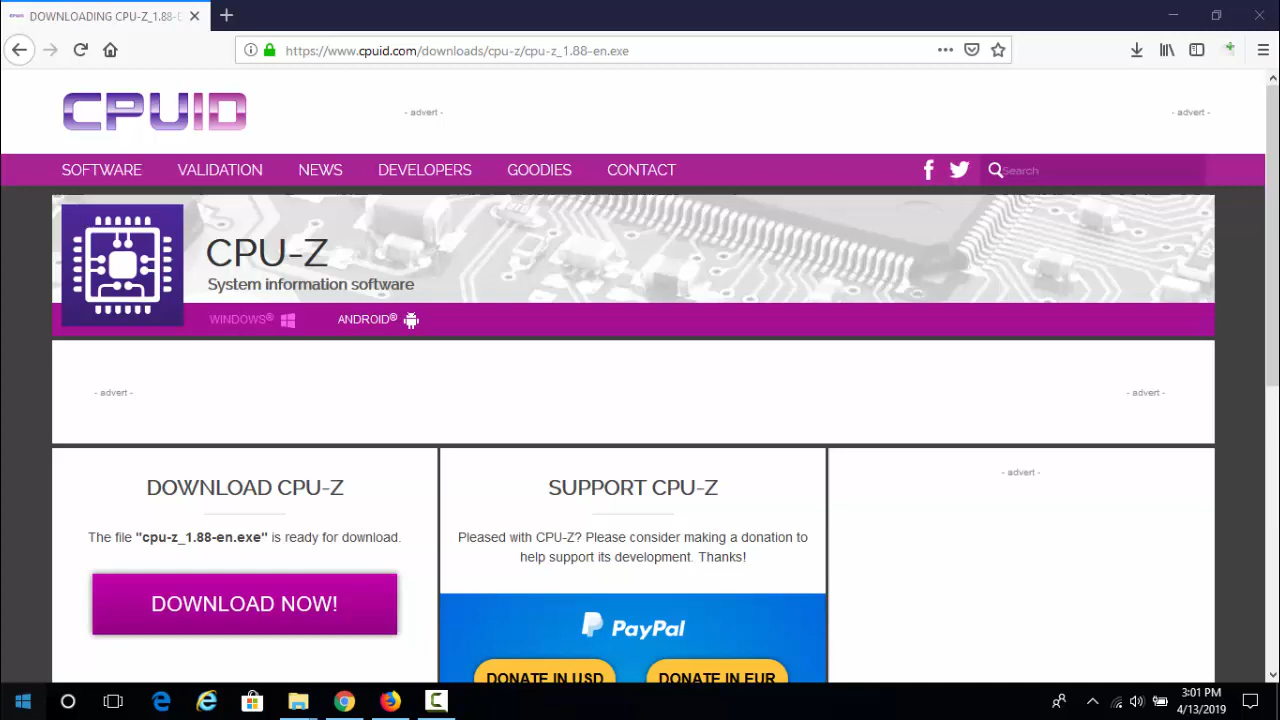 DOWNLOADING CPU-Z_1.88-E
https://www.cpuid.com/downloads/cpu-z/cpu-z_1.88-en.exe
CPUID
- advert -
- advert -
SOFTWARE VALIDATION NEWS DEVELOPERS GOODIES CONTACT
Search
CPU-Z
System information software
WINDOWS® ANDROID®
- advert -
- advert -
DOWNLOAD CPU-Z
The file "cpu-z_1.88-en.exe" is ready for download.
DOWNLOAD NOW!
SUPPORT CPU-Z
Pleased with CPU-Z? Please consider making a donation to
help support its development. Thanks!
PayPal
DONATE IN USD DONATE IN EUR
- advert -
3:01 PM
4/13/2019